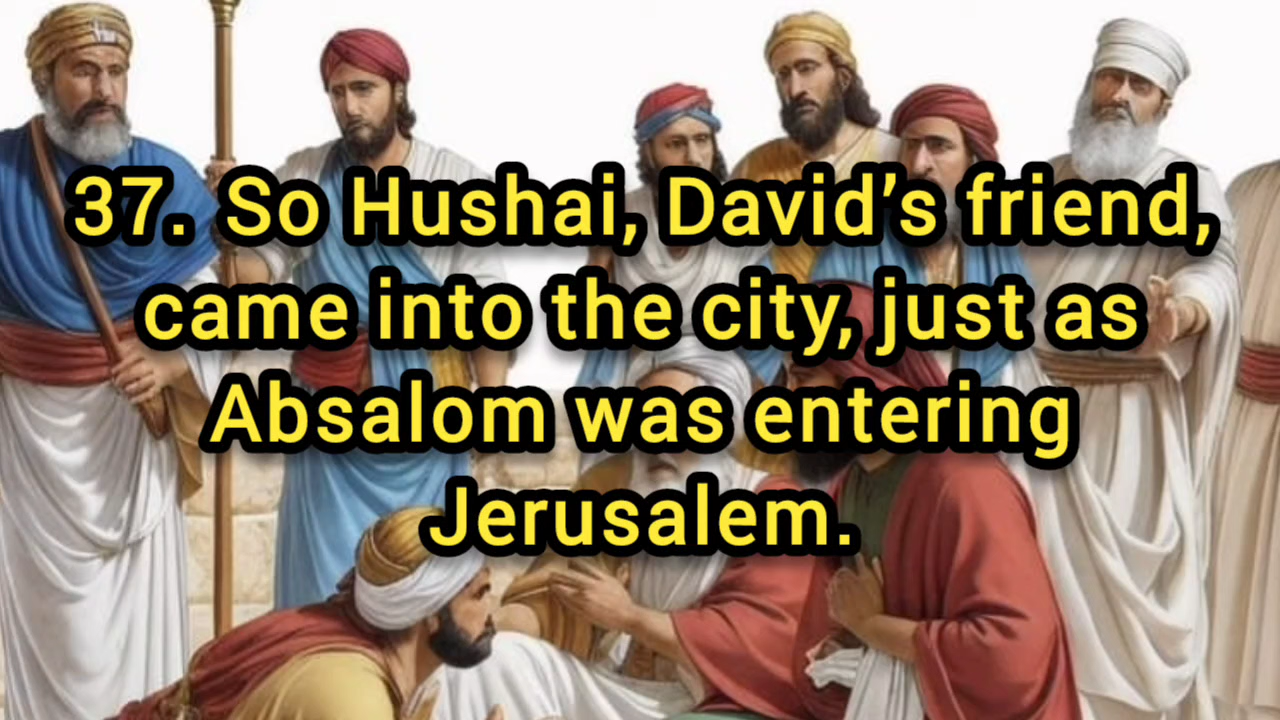 37. So Hushai, David’s friend,
came into the city, just as
Absalom was entering
Jerusalem.